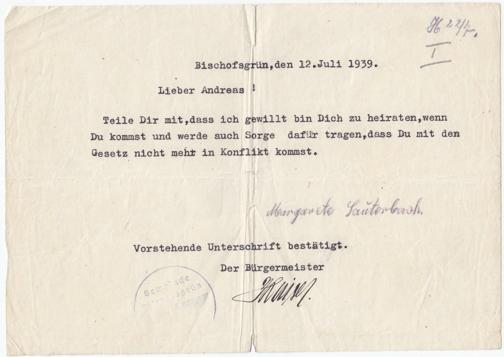 Bischofsgrün,den 12.Juli 1939.
Lieber Andreas !
Teile Dir mit,dass ich gewillt bin Dich zu heiraten,wenn
Du kommst und werde auch Sorge dafür tragen,dass Du mit den
Gesetz nicht mehr in Konflikt kommst.
Margarete Lauterbach.
Vorstehende Unterschrift bestätigt.
Der Bürgermeister
Gemeinde
I